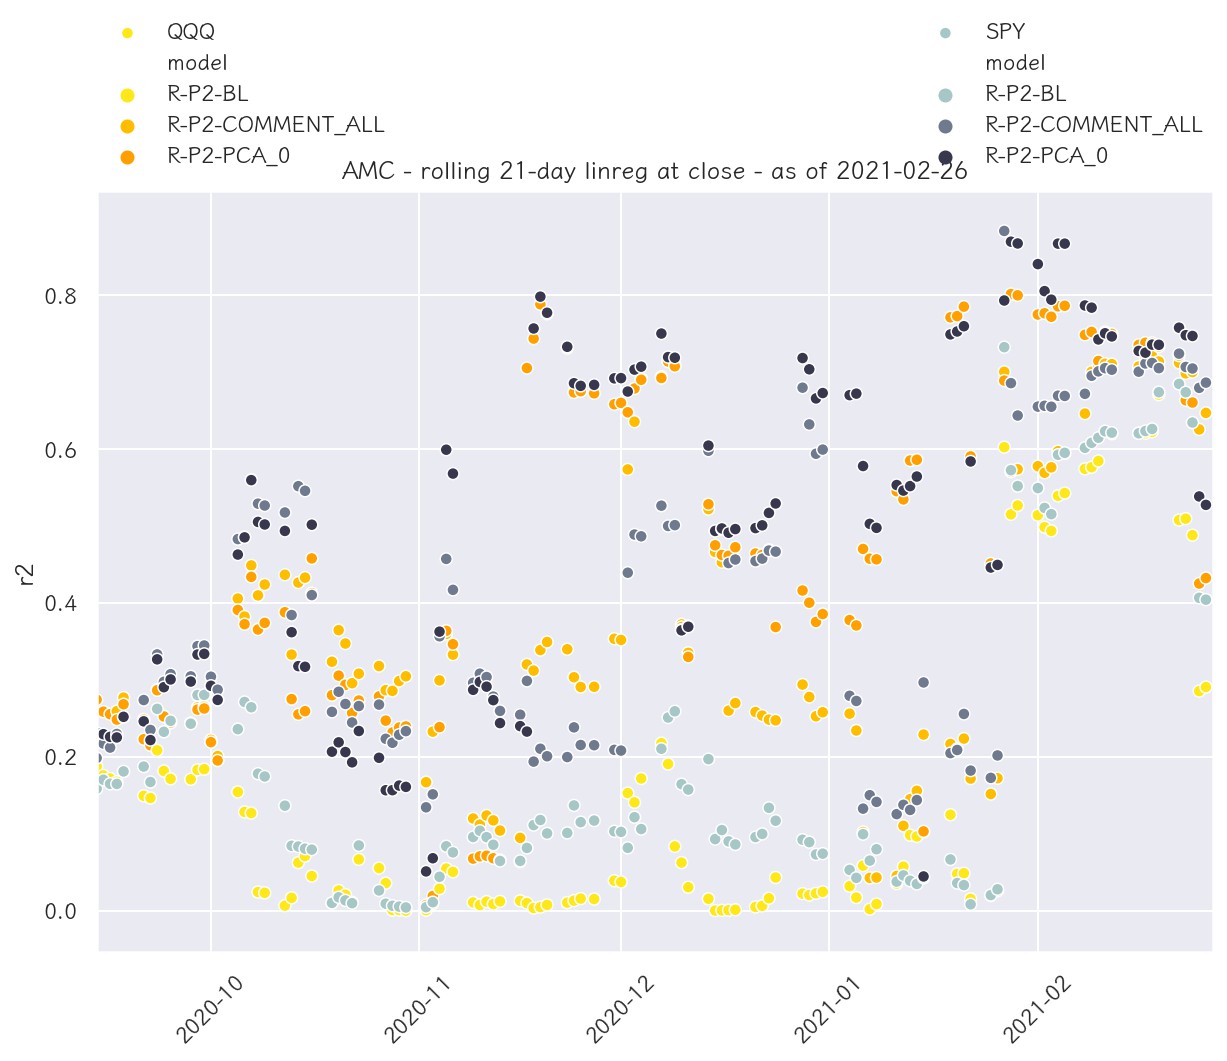 QQQ
model
R-P2-BL
R-P2-COMMENT_ALL
R-P2-PCA_0
SPY
model
R-P2-BL
R-P2-COMMENT_ALL
R-P2-PCA_0
AMC - rolling 21-day linreg at close - as of 2021-02-26
r2
0.8
0.6
0.4
0.2
0.0
2020-10
2020-11
2020-12
2021-01
2021-02